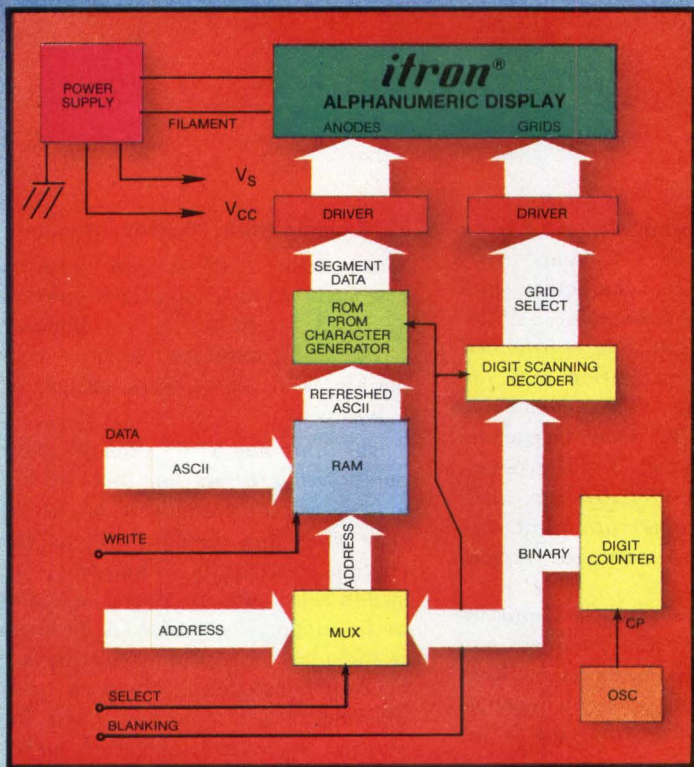 itron®
ALPHANUMERIC DISPLAY
ANODES
GRIDS
POWER
SUPPLY
FILAMENT
VS
VCC
DRIVER
DRIVER
SEGMENT
DATA
GRID
SELECT
ROM
PROM
CHARACTER
GENERATOR
DIGIT SCANNING
DECODER
REFRESHED
ASCII
DATA
ASCII
RAM
WRITE
ADDRESS
BINARY
DIGIT
COUNTER
ADDRESS
MUX
CP
SELECT
BLANKING
OSC